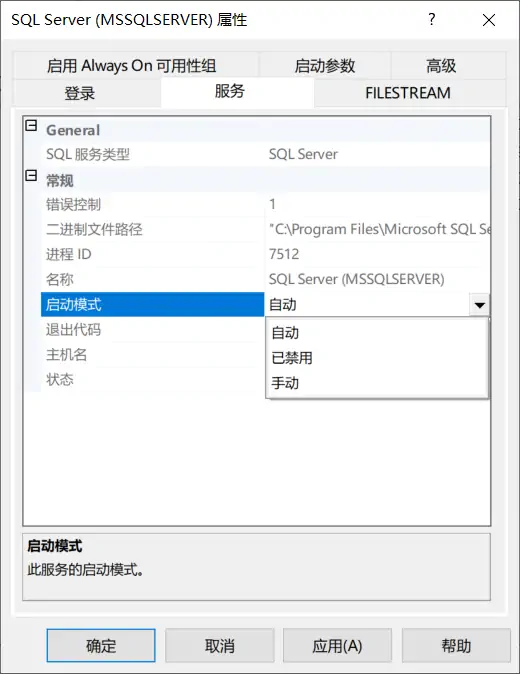 SQL Server (MSSQLSERVER) 属性
启用 Always On 可用性组 启动参数 高级
登录 服务 FILESTREAM
General
SQL 服务类型 SQL Server
常规
错误控制 1
二进制文件路径 "C:\Program Files\Microsoft SQL Se
进程 ID 7512
名称 SQL Server (MSSQLSERVER)
启动模式 自动
退出代码
自动
主机名
已禁用
状态
手动
启动模式
此服务的启动模式。
确定 取消 应用(A) 帮助